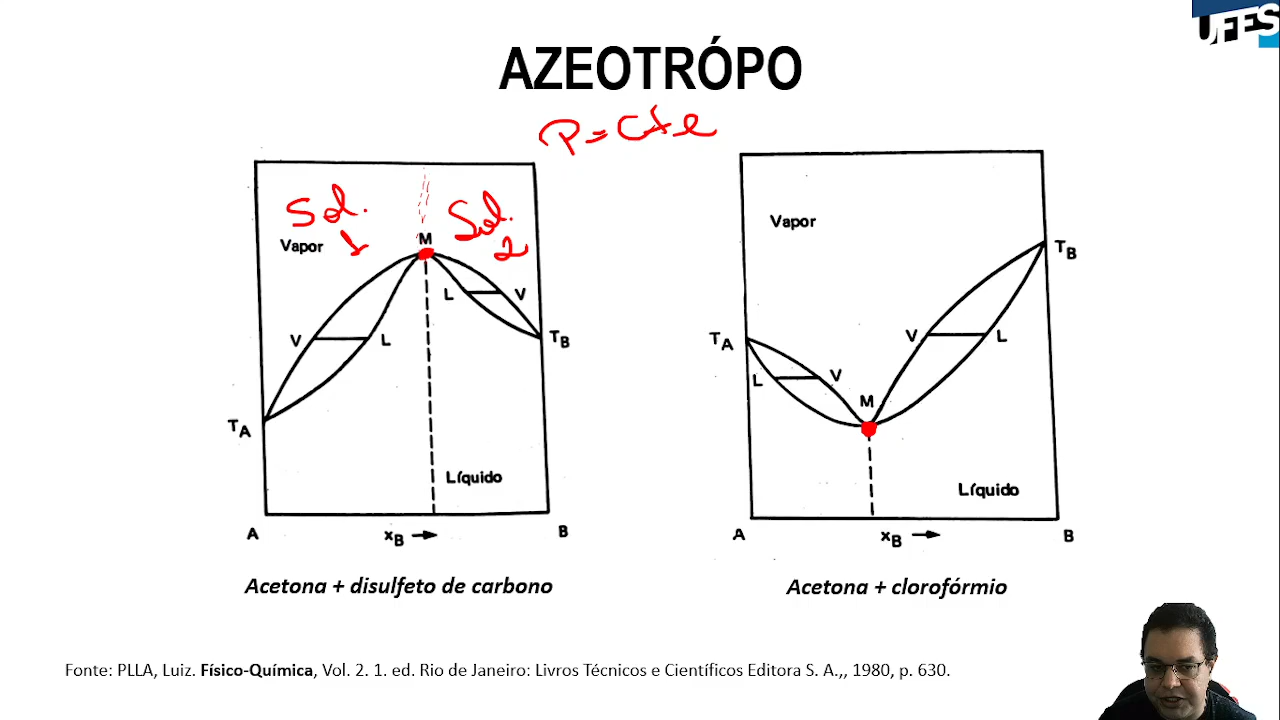 UFES
AZEOTRÓPO
P = Cte
Sol. 1
Sol. 2
Vapor
M
L V
V L
T_B
T_A
Líquido
A x_B B
Vapor
T_B
T_A
V L
L V
M
Líquido
A x_B B
Acetona + disulfeto de carbono
Acetona + clorofórmio
Fonte: PLLA, Luiz. Físico-Química, Vol. 2. 1. ed. Rio de Janeiro: Livros Técnicos e Científicos Editora S. A.,, 1980, p. 630.